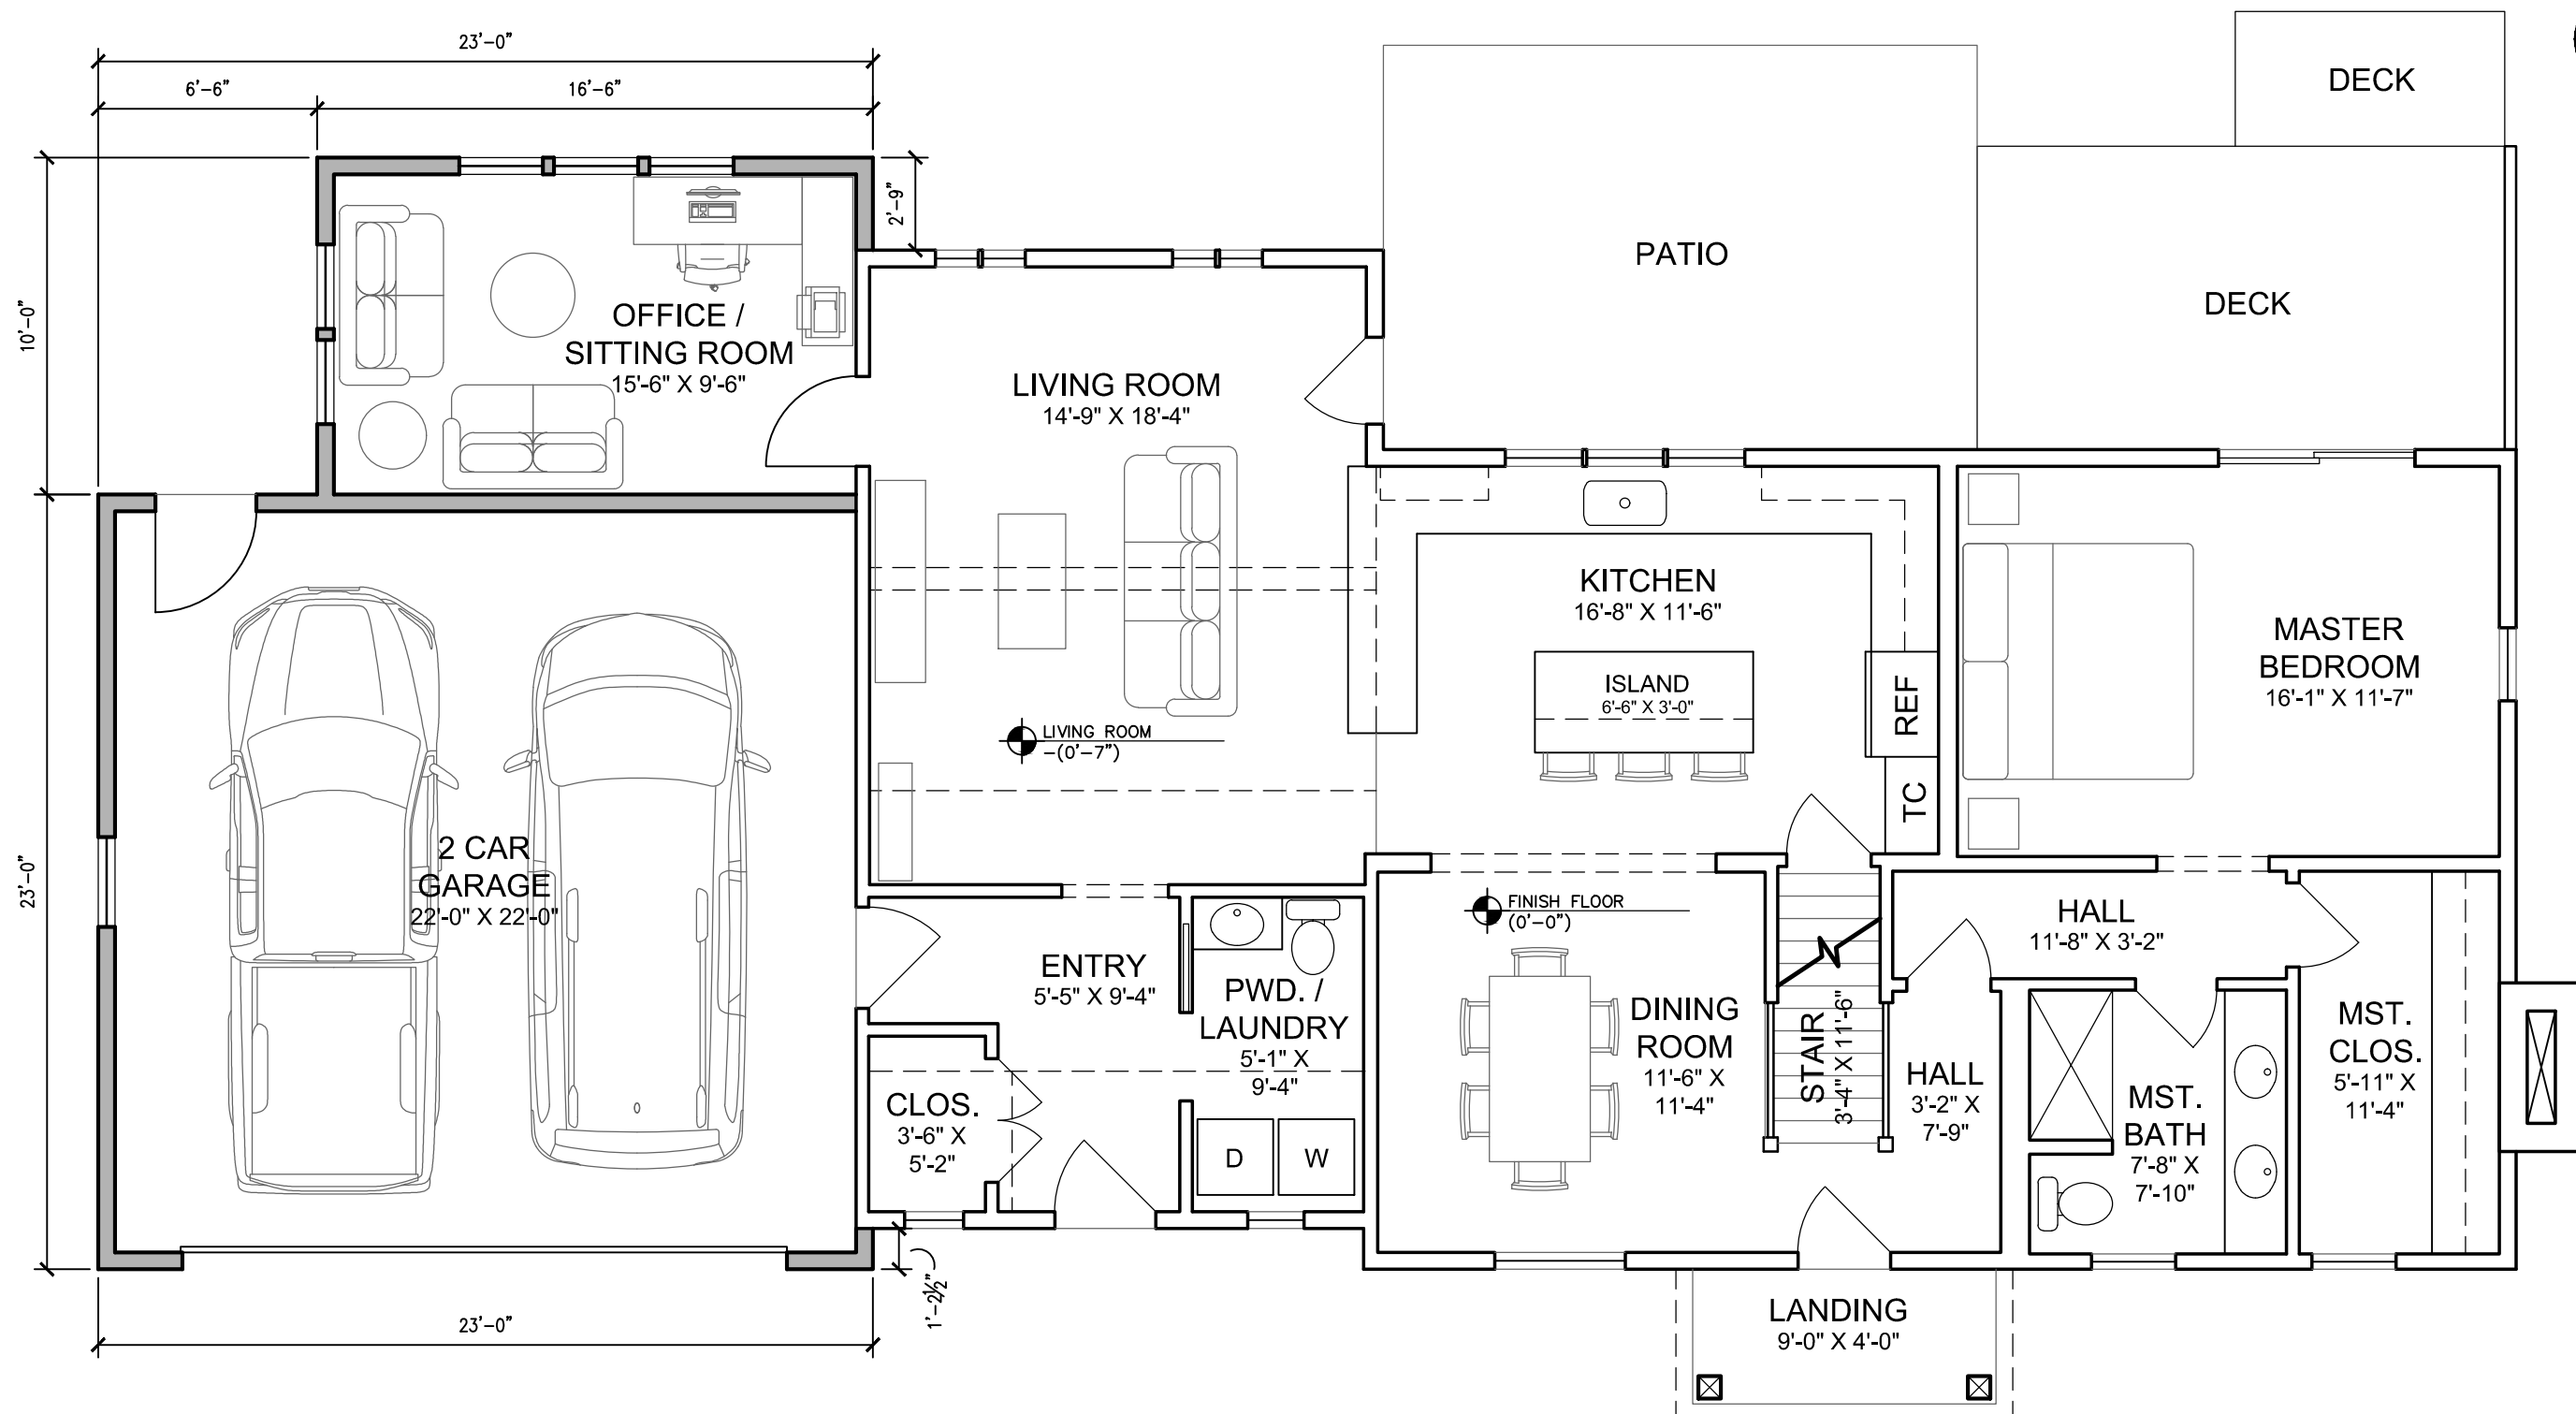 23'-0"
6'-6"
16'-6"
DECK
2'-9"
10'-0"
PATIO
DECK
OFFICE /
SITTING ROOM
15'-6" X 9'-6"
LIVING ROOM
14'-9" X 18'-4"
KITCHEN
16'-8" X 11'-6"
MASTER
BEDROOM
16'-1" X 11'-7"
ISLAND
6'-6" X 3'-0"
REF
TC
LIVING ROOM
-(0'-7")
23'-0"
2 CAR
GARAGE
22'-0" X 22'-0"
FINISH FLOOR
(0'-0")
HALL
11'-8" X 3'-2"
ENTRY
5'-5" X 9'-4"
PWD. /
LAUNDRY
5'-1" X
9'-4"
DINING
ROOM
11'-6" X
11'-4"
STAIR
3'-4" X 11'-6"
HALL
3'-2" X
7'-9"
MST.
BATH
7'-8" X
7'-10"
MST.
CLOS.
5'-11" X
11'-4"
CLOS.
3'-6" X
5'-2"
D
W
1'-2½"
23'-0"
LANDING
9'-0" X 4'-0"